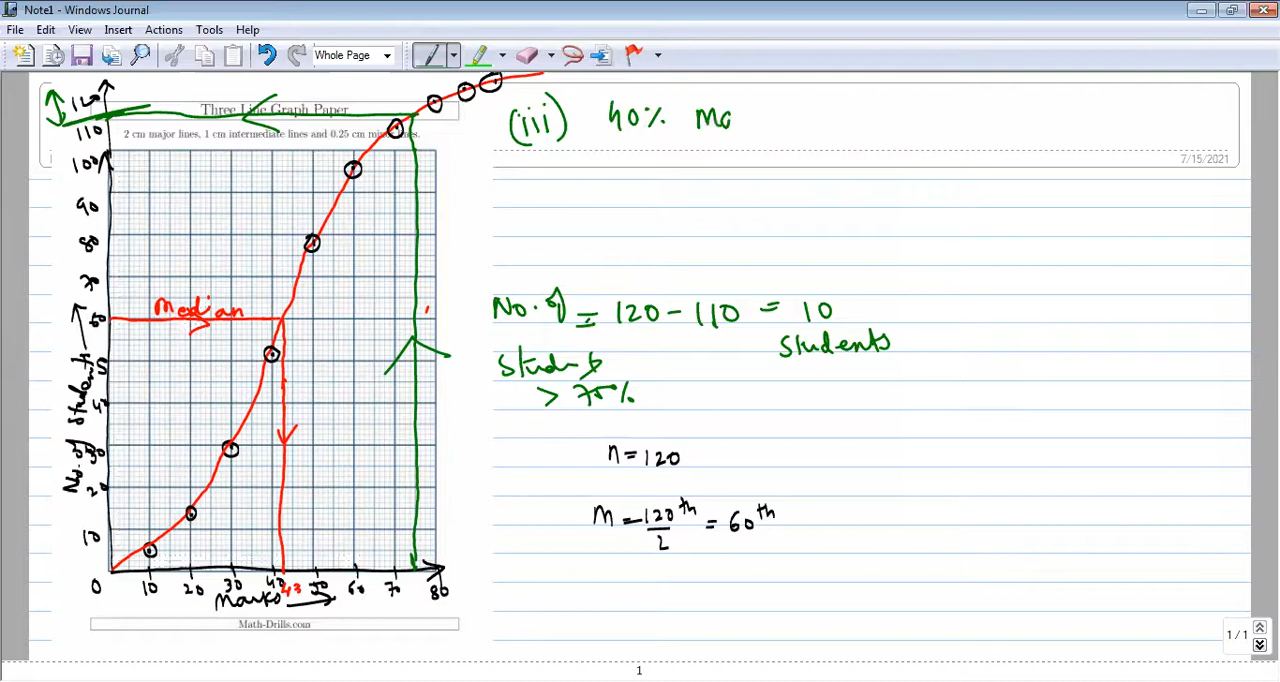 Note1 - Windows Journal
File Edit View Insert Actions Tools Help
Whole Page
Three Line Graph Paper
2 cm major lines, 1 cm intermediate lines and 0.25 cm minor lines.
7/15/2021
(iii) 40%
120
110
100
90
80
70
60
50
30
20
10
0
No. of Students
Median
10 20 30 40 43 50 60 70 80
Marks
No. of = 120 - 110 = 10
students
> 75%
n = 120
M = 120th = 60th
2
Math-Drills.com
1 / 1
1